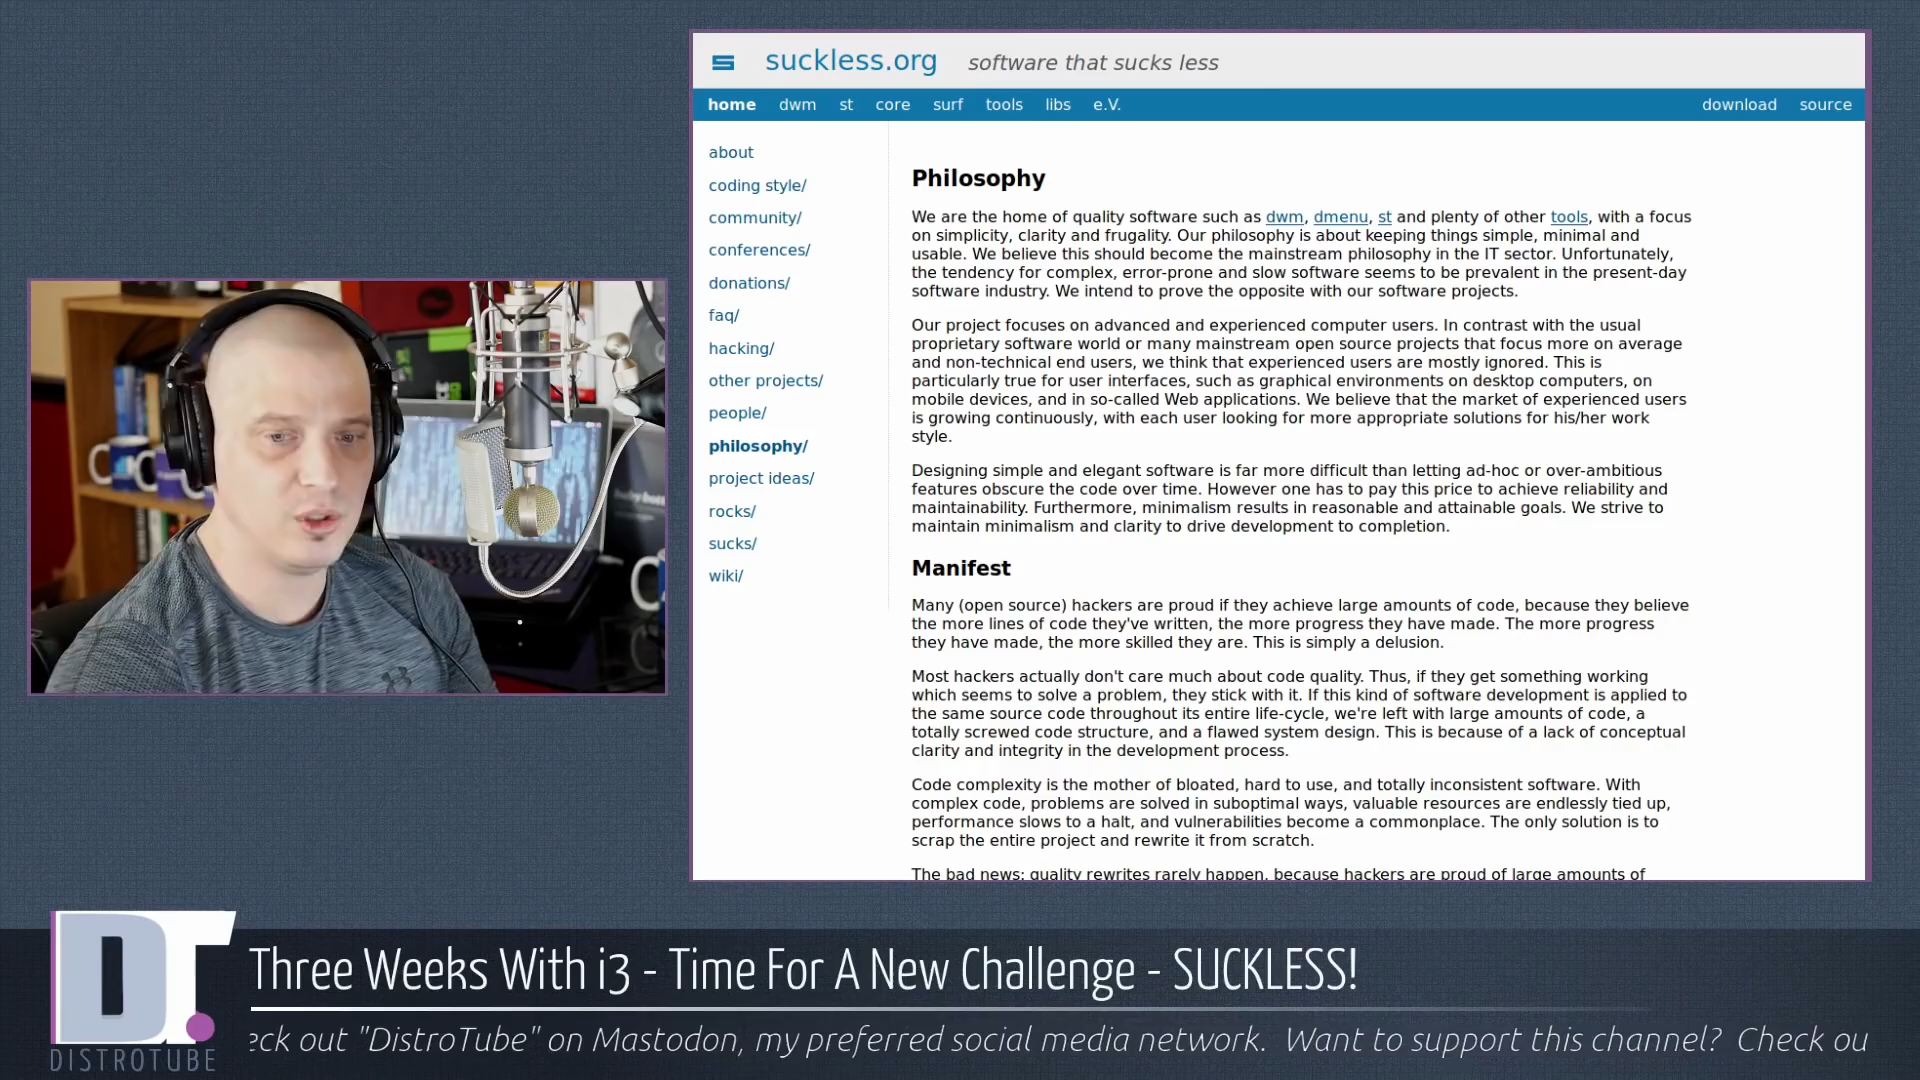 suckless.org software that sucks less
home dwm st core surf tools libs e.V. download source
about
coding style/
community/
conferences/
donations/
faq/
hacking/
other projects/
people/
philosophy/
project ideas/
rocks/
sucks/
wiki/
Philosophy
We are the home of quality software such as dwm, dmenu, st and plenty of other tools, with a focus
on simplicity, clarity and frugality. Our philosophy is about keeping things simple, minimal and
usable. We believe this should become the mainstream philosophy in the IT sector. Unfortunately,
the tendency for complex, error-prone and slow software seems to be prevalent in the present-day
software industry. We intend to prove the opposite with our software projects.
Our project focuses on advanced and experienced computer users. In contrast with the usual
proprietary software world or many mainstream open source projects that focus more on average
and non-technical end users, we think that experienced users are mostly ignored. This is
particularly true for user interfaces, such as graphical environments on desktop computers, on
mobile devices, and in so-called Web applications. We believe that the market of experienced users
is growing continuously, with each user looking for more appropriate solutions for his/her work
style.
Designing simple and elegant software is far more difficult than letting ad-hoc or over-ambitious
features obscure the code over time. However one has to pay this price to achieve reliability and
maintainability. Furthermore, minimalism results in reasonable and attainable goals. We strive to
maintain minimalism and clarity to drive development to completion.
Manifest
Many (open source) hackers are proud if they achieve large amounts of code, because they believe
the more lines of code they've written, the more progress they have made. The more progress
they have made, the more skilled they are. This is simply a delusion.
Most hackers actually don't care much about code quality. Thus, if they get something working
which seems to solve a problem, they stick with it. If this kind of software development is applied to
the same source code throughout its entire life-cycle, we're left with large amounts of code, a
totally screwed code structure, and a flawed system design. This is because of a lack of conceptual
clarity and integrity in the development process.
Code complexity is the mother of bloated, hard to use, and totally inconsistent software. With
complex code, problems are solved in suboptimal ways, valuable resources are endlessly tied up,
performance slows to a halt, and vulnerabilities become a commonplace. The only solution is to
scrap the entire project and rewrite it from scratch.
The bad news: quality rewrites rarely happen, because hackers are proud of large amounts of
DT.
DISTROTUBE
Three Weeks With i3 - Time For A New Challenge - SUCKLESS!
eck out "DistroTube" on Mastodon, my preferred social media network. Want to support this channel? Check ou